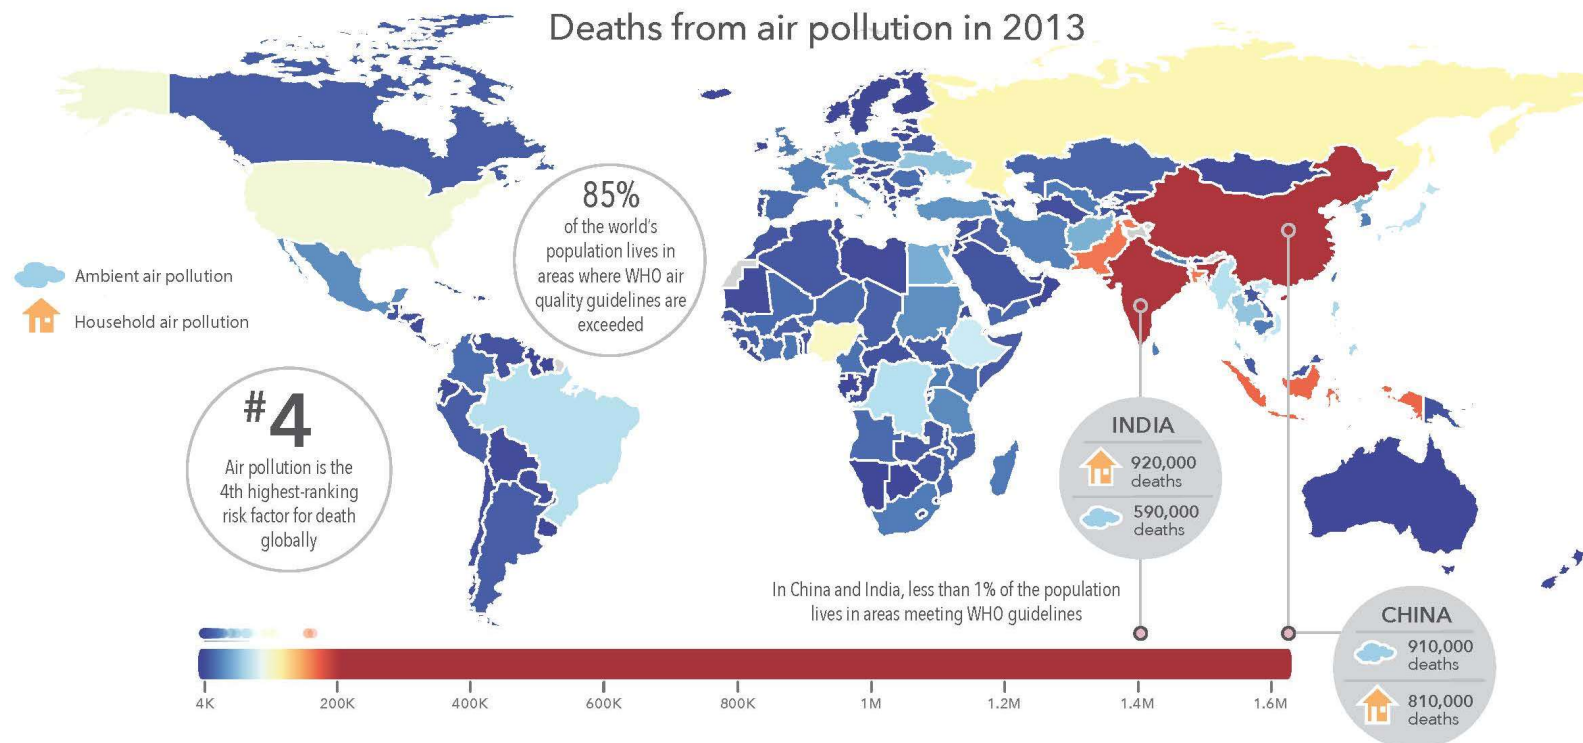 Deaths from air pollution in 2013
85%
of the world's
population lives in
areas where WHO air
quality guidelines are
exceeded
Ambient air pollution
Household air pollution
#4
Air pollution is the
4th highest-ranking
risk factor for death
globally
INDIA
920,000
deaths
590,000
deaths
In China and India, less than 1% of the population
lives in areas meeting WHO guidelines
CHINA
910,000
deaths
810,000
deaths
4K 200K 400K 600K 800K 1M 1.2M 1.4M 1.6M